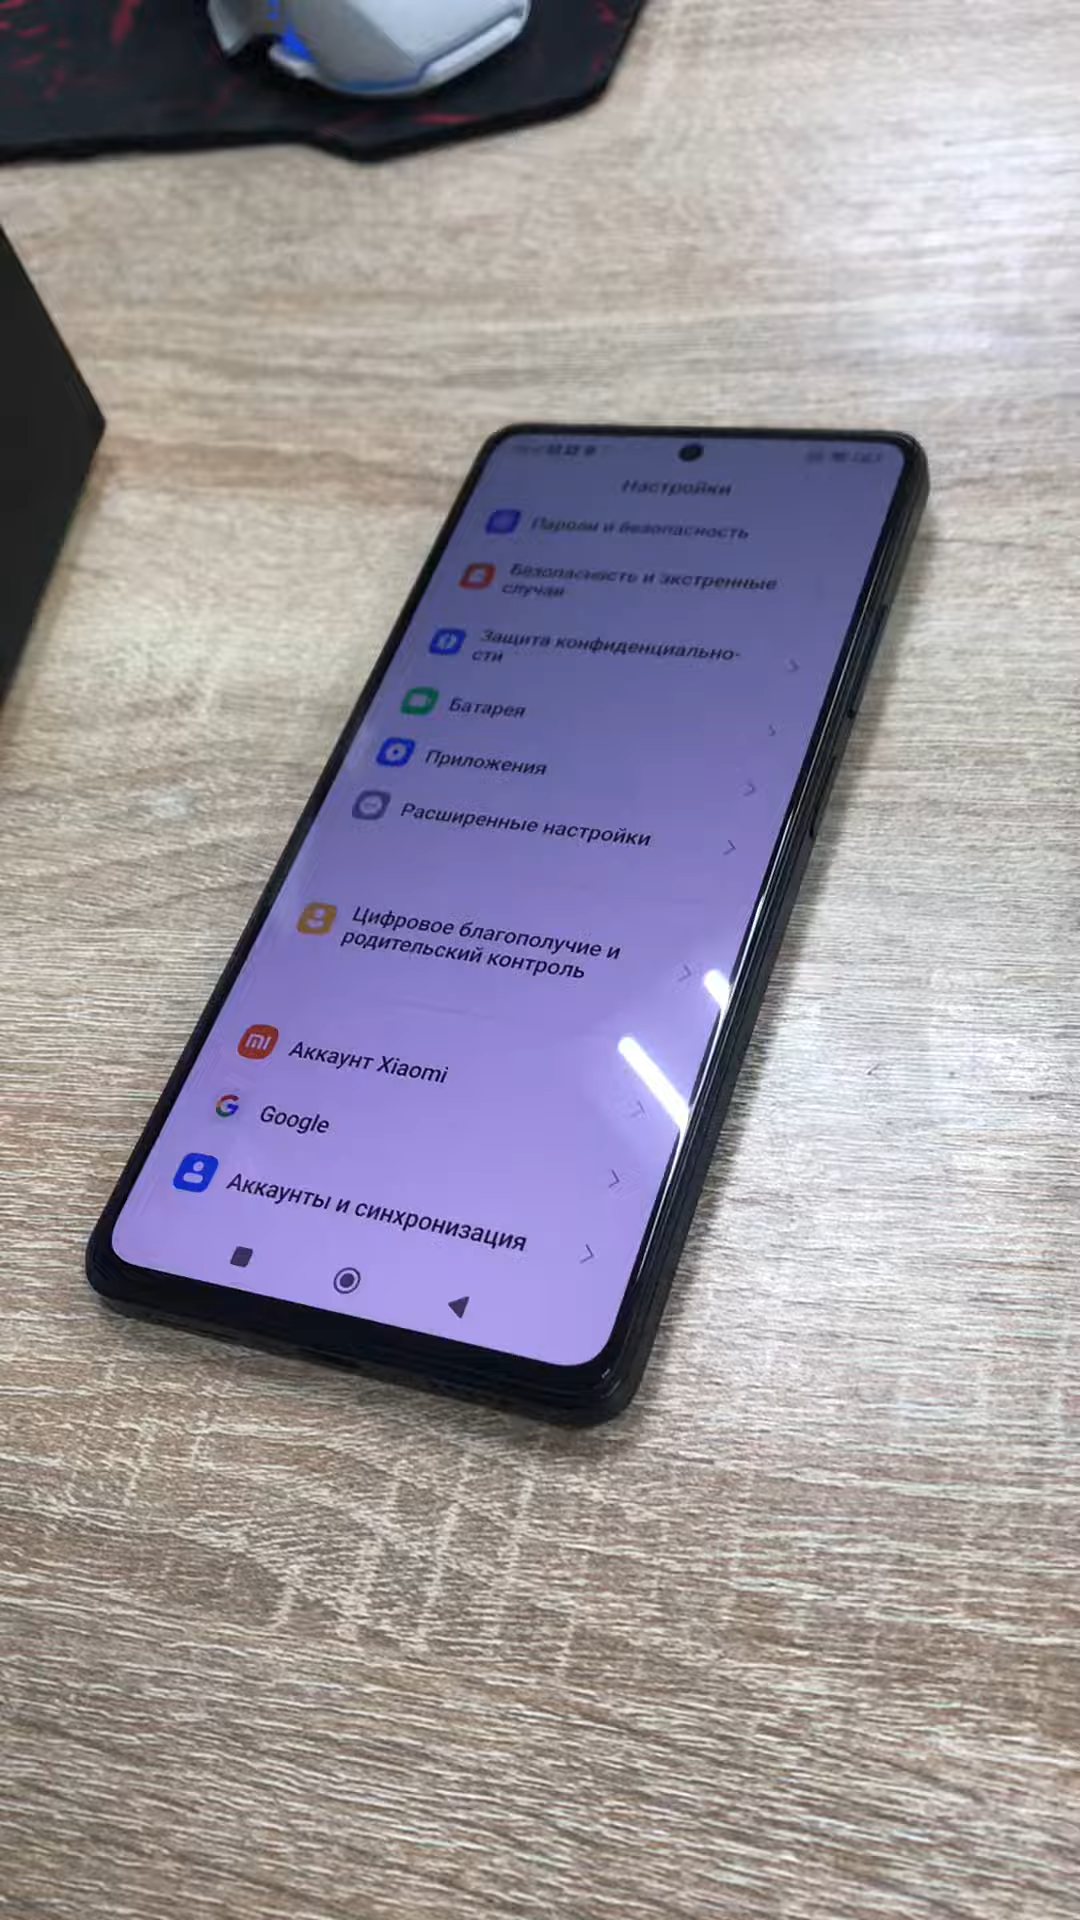 Настройки
Пароли и безопасность
Безопасность и экстренные
случаи
Защита конфиденциально-
сти
Батарея
Приложения
Расширенные настройки
Цифровое благополучие и
родительский контроль
mi
Аккаунт Xiaomi
G
Google
Аккаунты и синхронизация